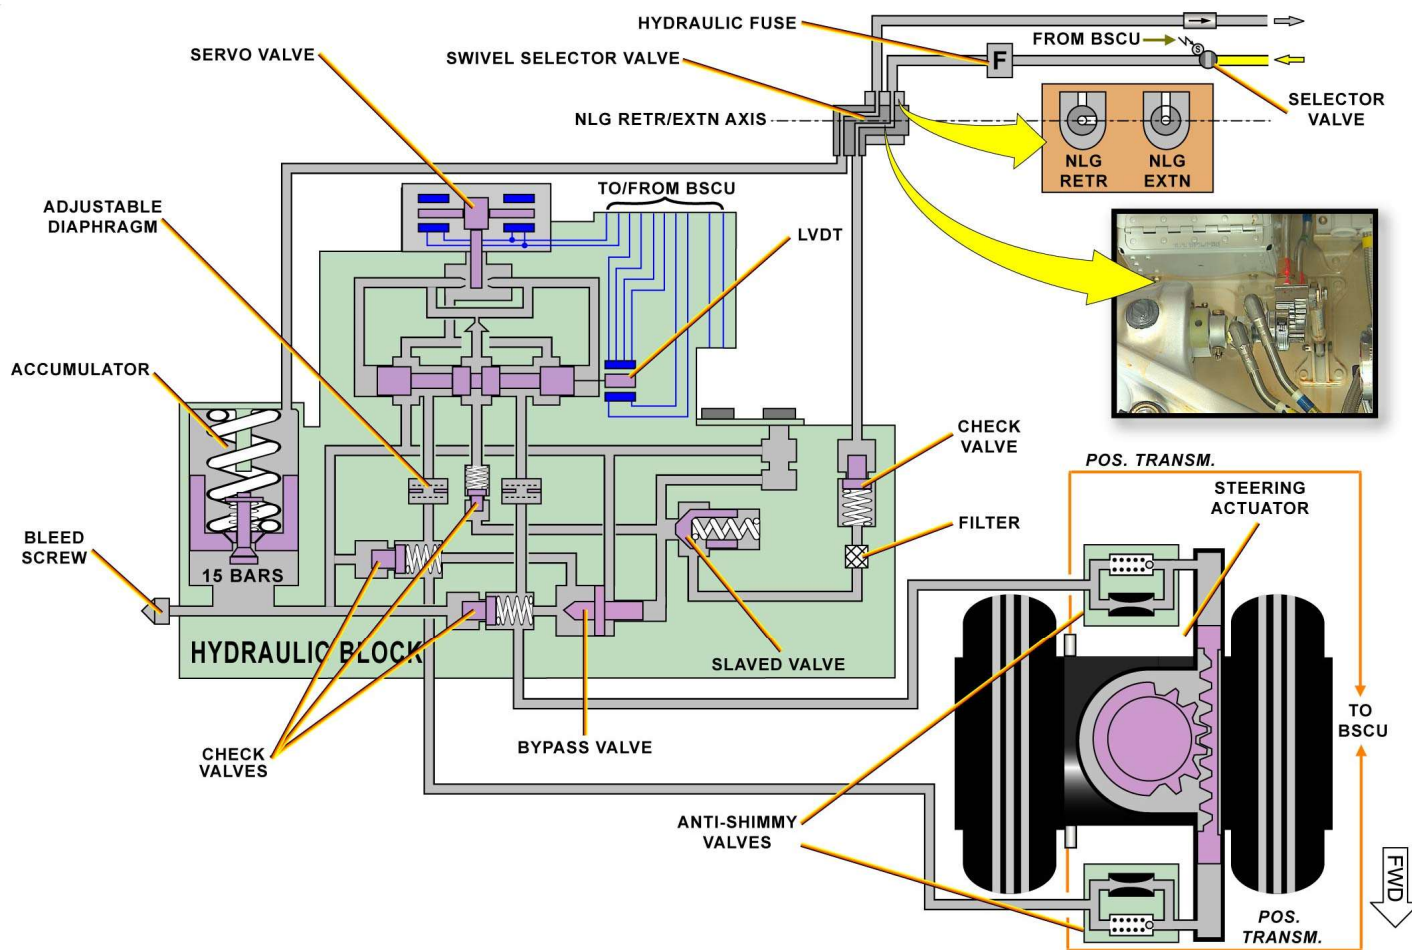 HYDRAULIC FUSE
FROM BSCU
S
SERVO VALVE
SWIVEL SELECTOR VALVE
F
SELECTOR
VALVE
NLG RETR/EXTN AXIS
NLG
RETR
NLG
EXTN
ADJUSTABLE
DIAPHRAGM
TO/FROM BSCU
LVDT
ACCUMULATOR
CHECK
VALVE
POS. TRANSM.
STEERING
ACTUATOR
FILTER
BLEED
SCREW
15 BARS
HYDRAULIC BLOCK
SLAVED VALVE
TO
BSCU
CHECK
VALVES
BYPASS VALVE
ANTI-SHIMMY
VALVES
FWD
POS.
TRANSM.